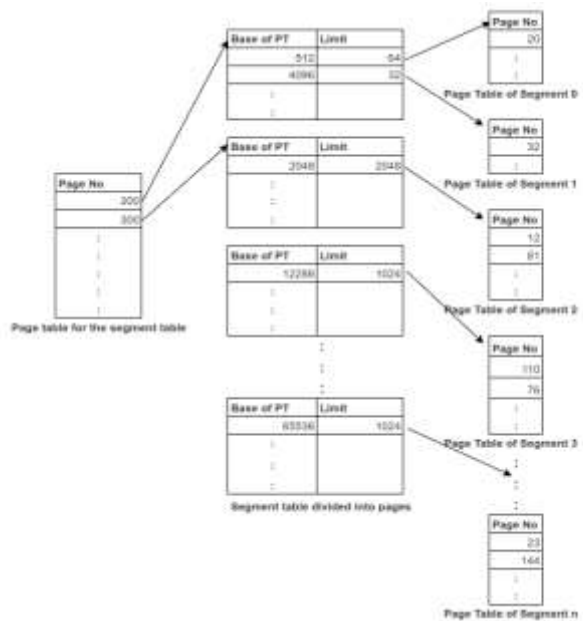 Page No
200
300
:
:
:
:
:
Page table for the segment table
Base of PT Limit
512 64
4096 32
:
:
Base of PT Limit
2048 2048
:
:
:
Base of PT Limit
12288 1024
:
:
:
:
:
:
Base of PT Limit
65536 1024
:
:
:
Segment table divided into pages
Page No
20
:
:
Page Table of Segment 0
Page No
32
:
Page Table of Segment 1
Page No
12
81
:
:
Page Table of Segment 2
Page No
110
76
:
:
Page Table of Segment 3
:
:
:
Page No
23
144
:
:
Page Table of Segment n